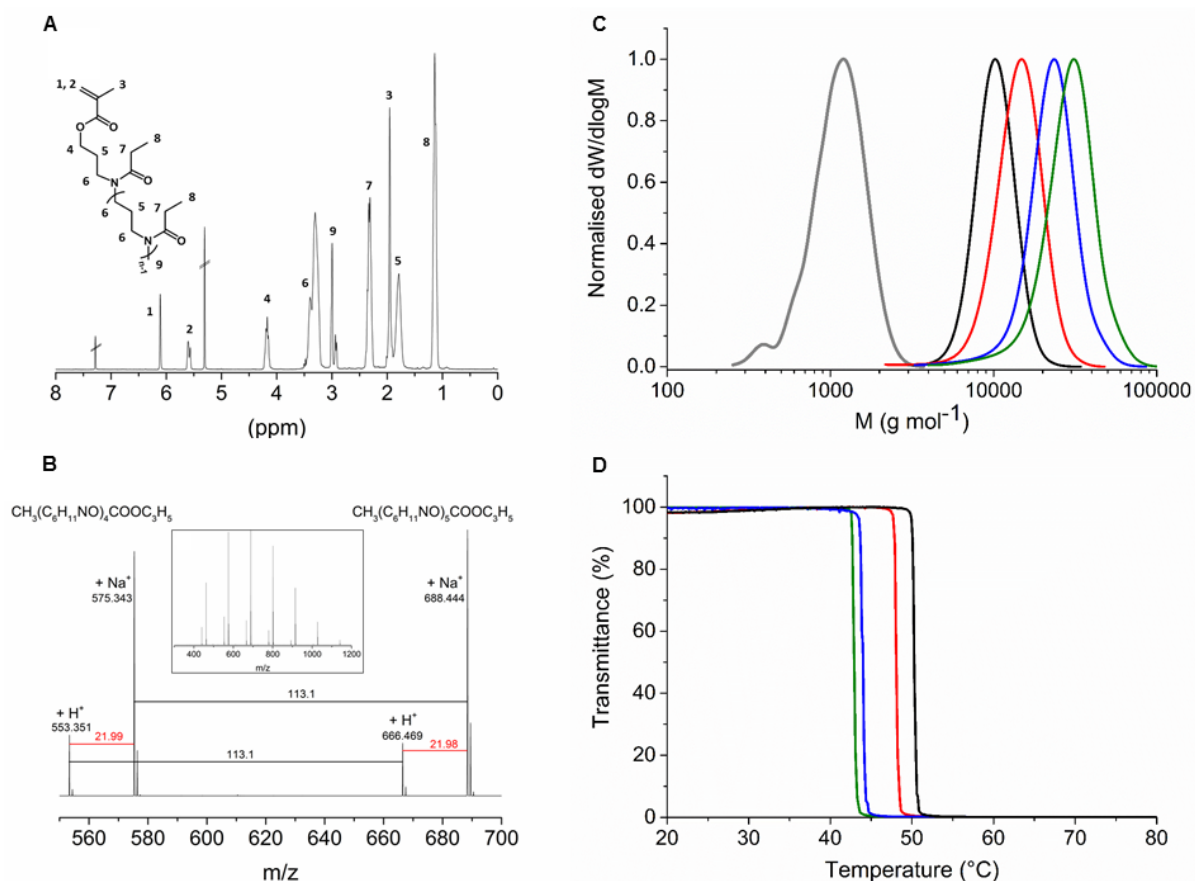 A
1, 2
3
O
O
4
5
7
8
6
N
O
6
5
7
8
6
N
O
9
n-1
1
2
4
6
9
7
3
5
8
8 7 6 5 4 3 2 1 0
(ppm)
B
CH3(C6H11NO)4COOC3H5
CH3(C6H11NO)5COOC3H5
+ Na+
575.343
+ Na+
688.444
400 600 800 1000 1200
m/z
113.1
+ H+
553.351
21.99
+ H+
666.469
21.98
113.1
560 580 600 620 640 660 680 700
m/z
C
Normalised dW/dlogM
1.0
0.8
0.6
0.4
0.2
0.0
100 1000 10000 100000
M (g mol-1)
D
Transmittance (%)
100
80
60
40
20
0
20 30 40 50 60 70 80
Temperature (°C)